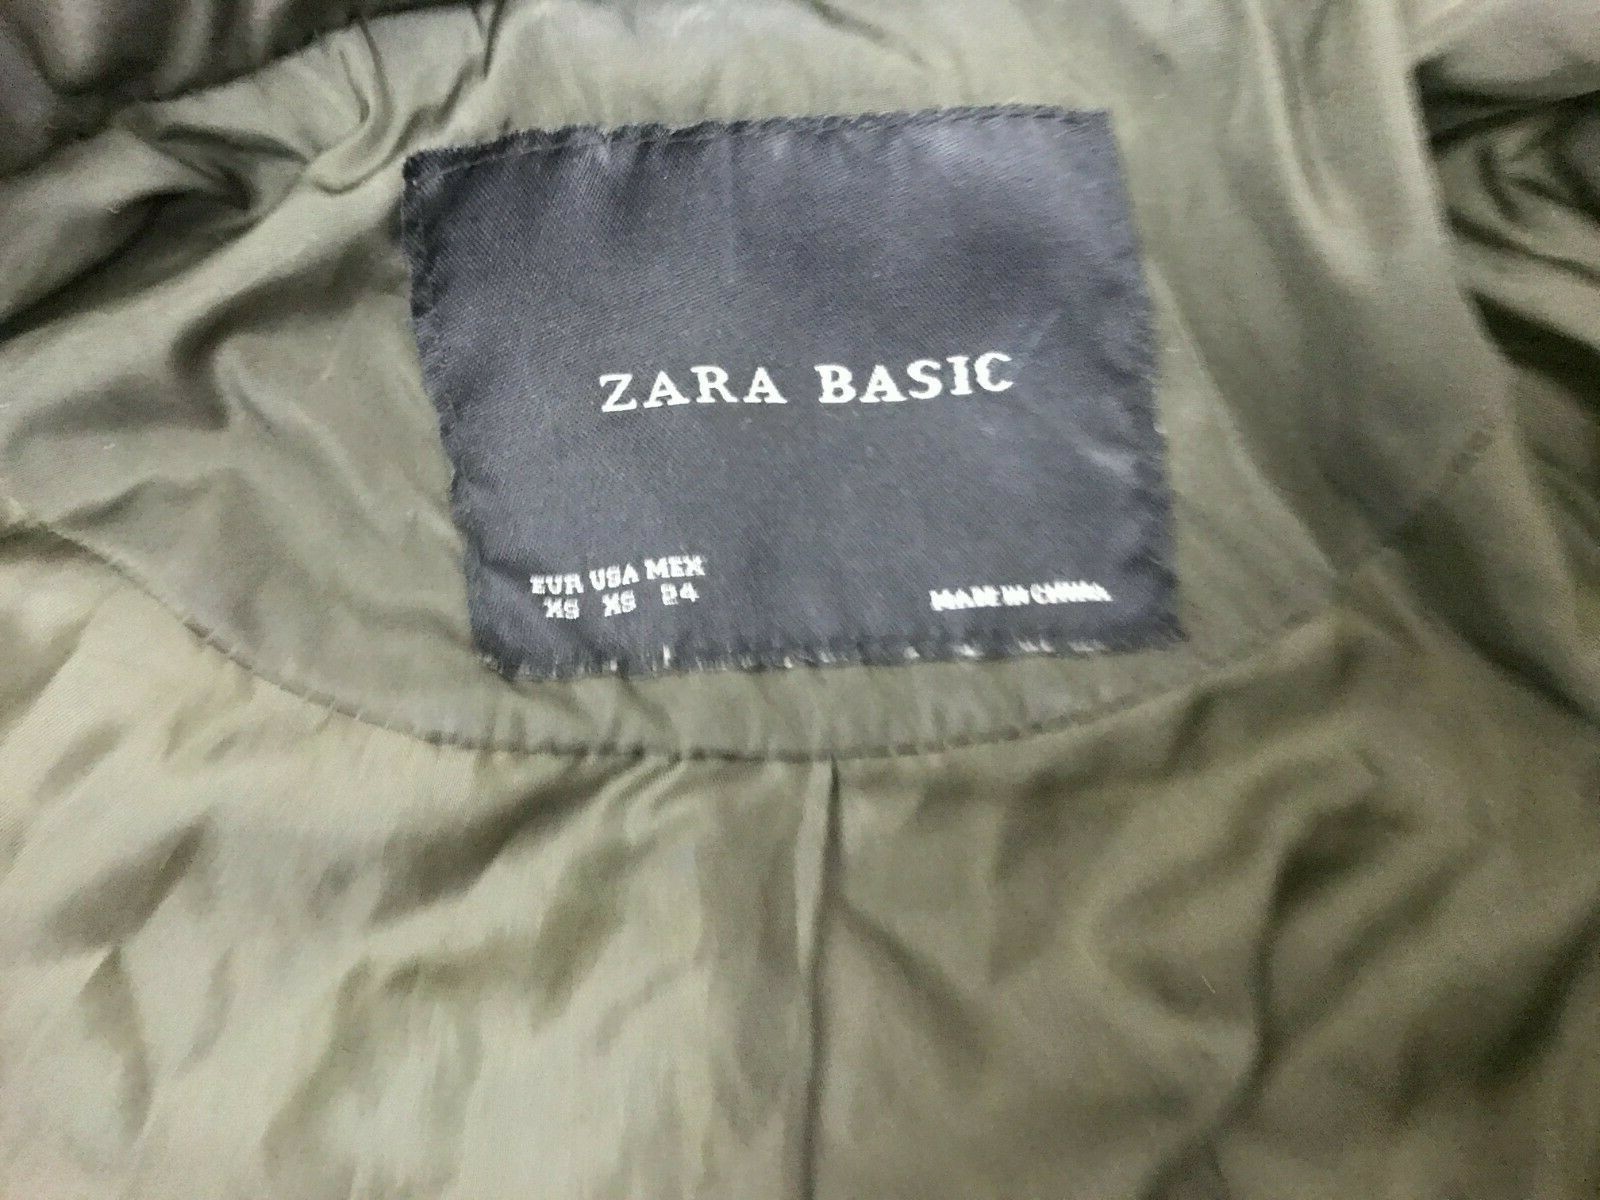 ZARA BASIC
EUR USA MEX
XS XS 24
MADE IN CHINA